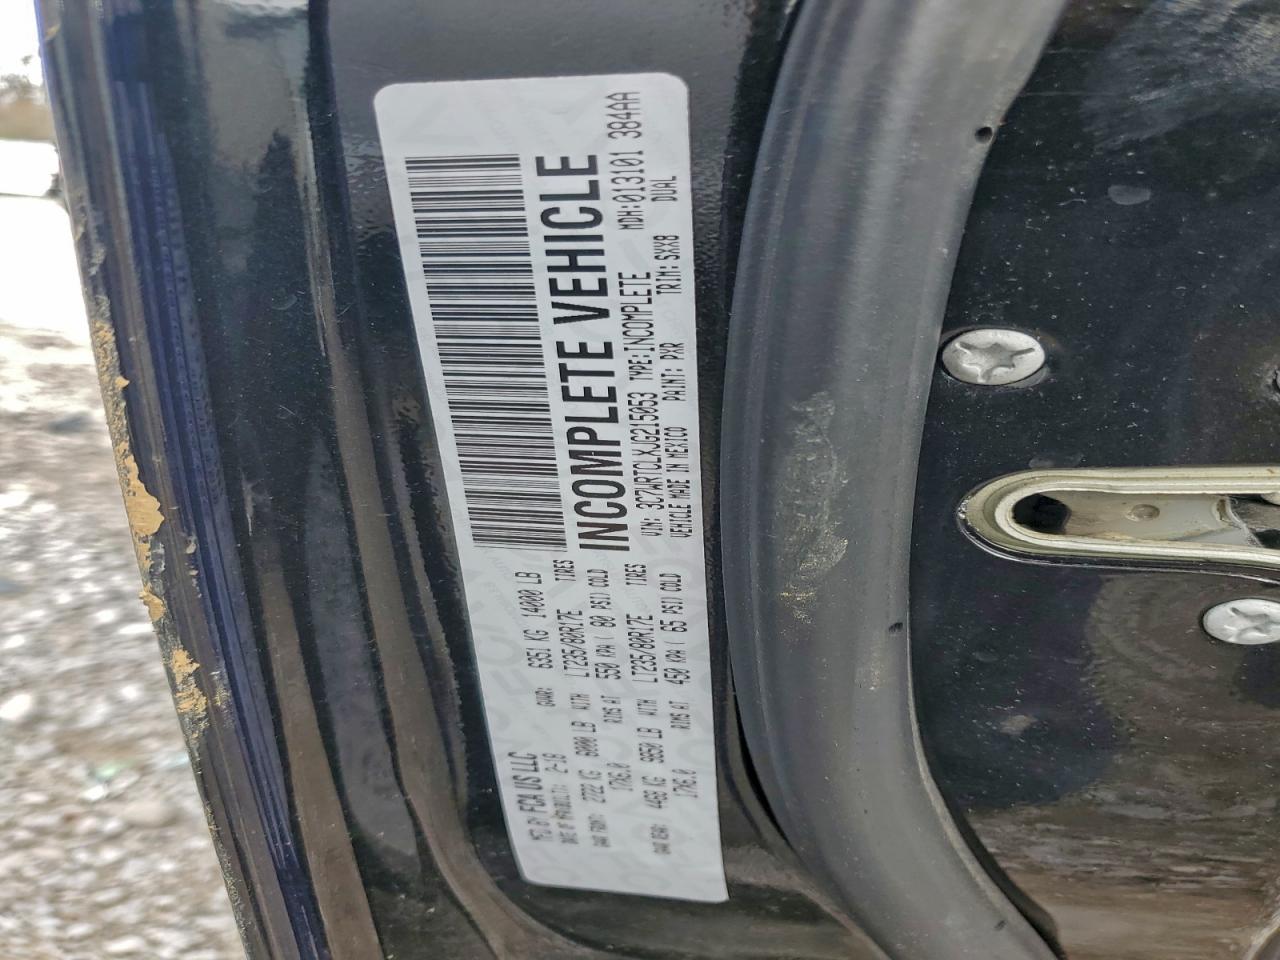 MFD BY FCA US LLC
DATE OF MFR: 2-18 GVWR: 6351 KG 14000 LB
GAWR FRONT: 2722 KG 6000 LB WITH LT235/80R17E TIRES
17X6.0 RIMS AT 550 KPA ( 80 PSI) COLD
GAWR REAR: 4468 KG 9850 LB WITH LT235/80R17E TIRES
17X6.0 RIMS AT 450 KPA ( 65 PSI) COLD
INCOMPLETE VEHICLE
VIN: 3C7WRTCLXJG215053 TYPE:INCOMPLETE MDH:013101 384AA
VEHICLE MADE IN MEXICO PAINT: PXR TRIM: SXX8 DUAL